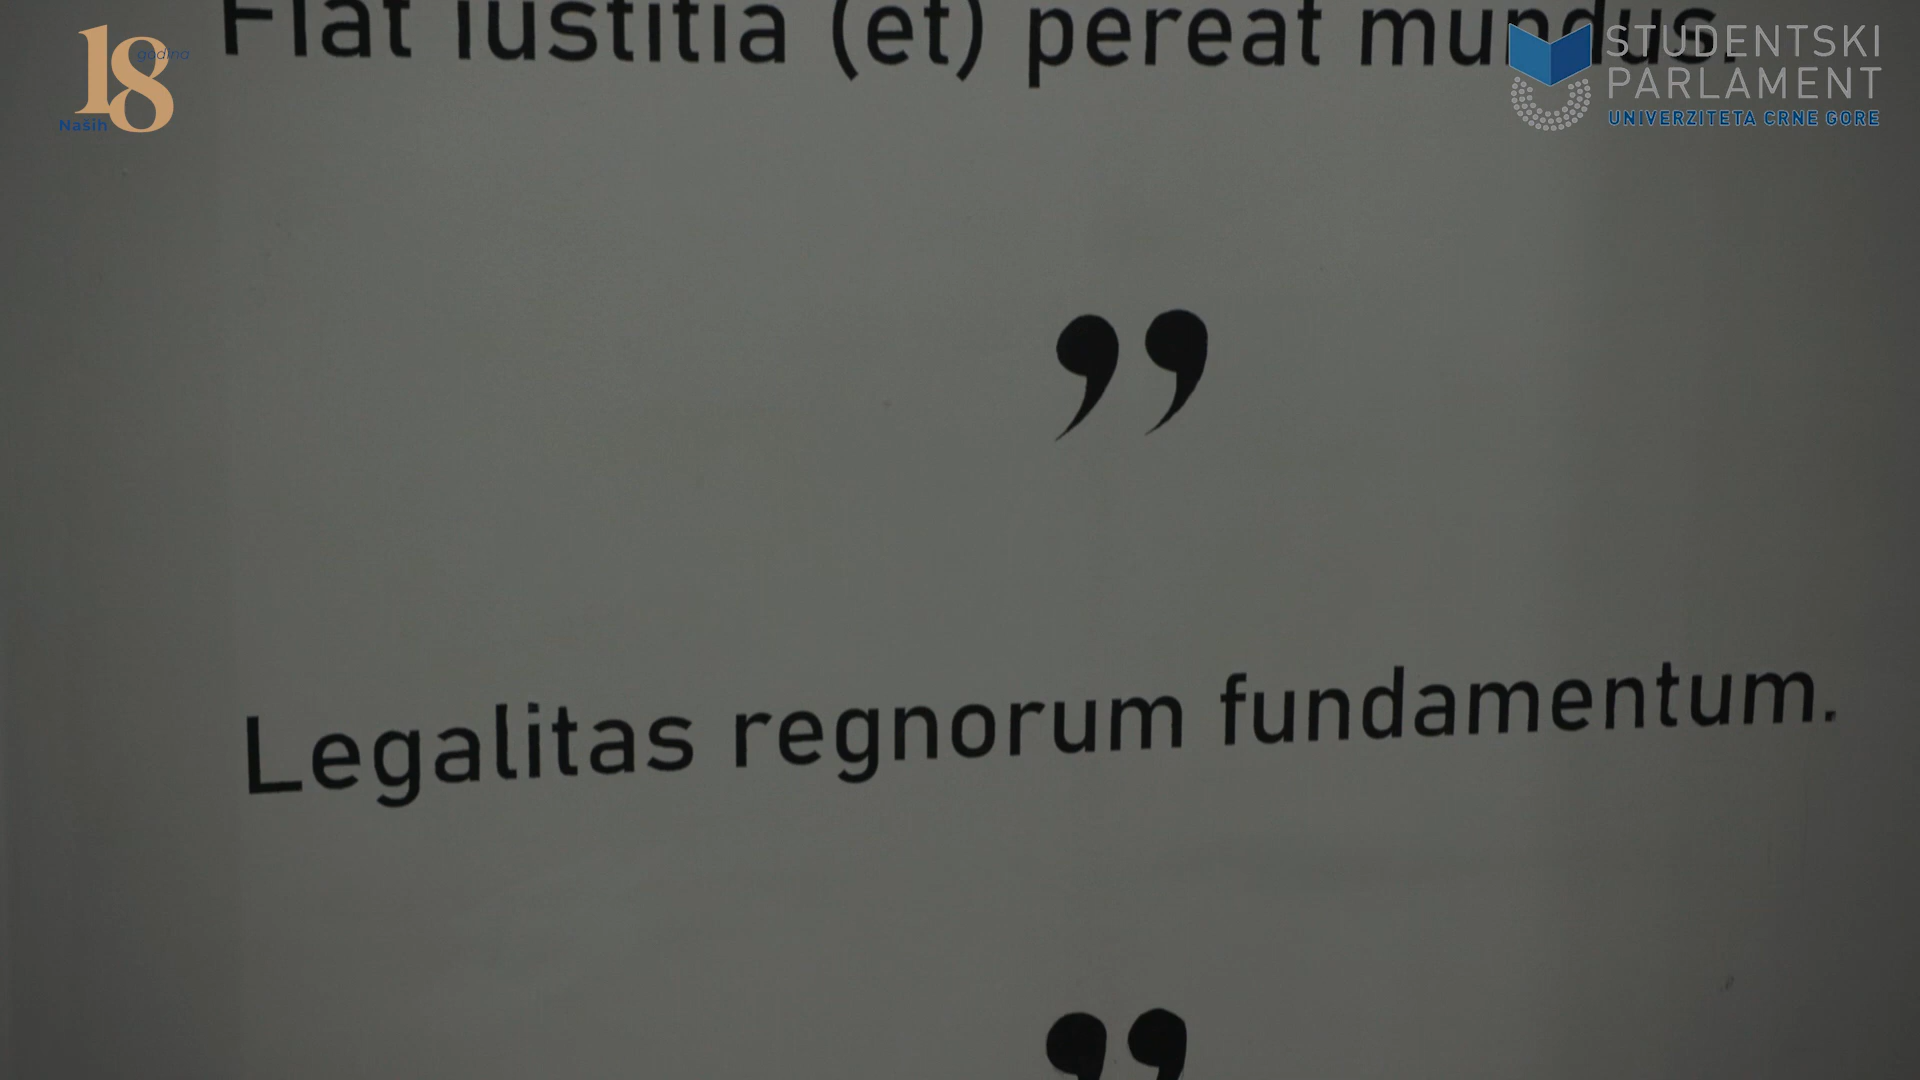 Fiat iustitia (et) pereat mundus.
18
godina
Naših
STUDENTSKI
PARLAMENT
UNIVERZITETA CRNE GORE
”
Legalitas regnorum fundamentum.
”